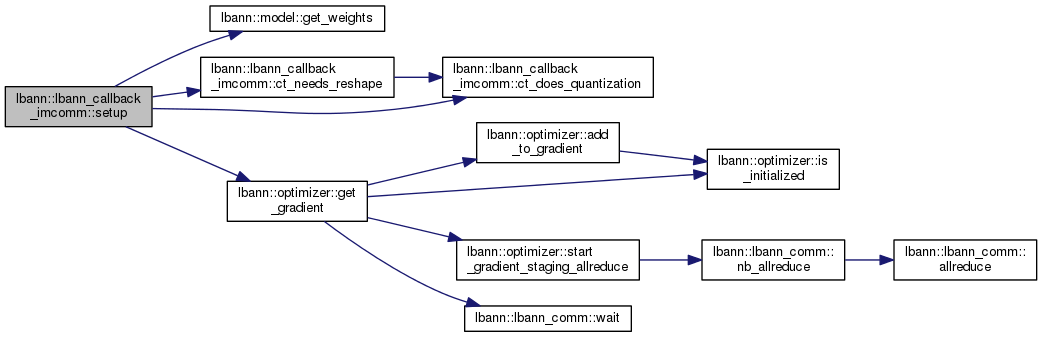 lbann::lbann_callback
_imcomm::setup
lbann::model::get_weights
lbann::lbann_callback
_imcomm::ct_needs_reshape
lbann::lbann_callback
_imcomm::ct_does_quantization
lbann::optimizer::get
_gradient
lbann::optimizer::add
_to_gradient
lbann::optimizer::is
_initialized
lbann::optimizer::start
_gradient_staging_allreduce
lbann::lbann_comm::
nb_allreduce
lbann::lbann_comm::
allreduce
lbann::lbann_comm::wait